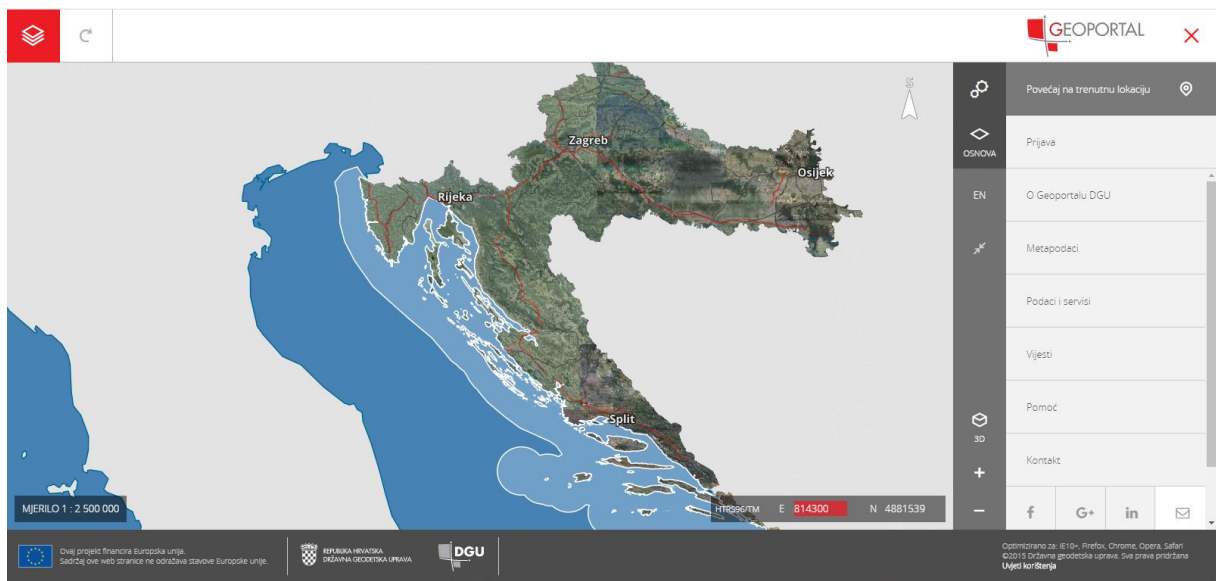 GEOPORTAL
S
Zagreb
Osijek
Rijeka
Split
MJERILO 1 : 2 500 000
HTRS96/TM E 814300 N 4881539
OSNOVA
EN
3D
Povećaj na trenutnu lokaciju
Prijava
O Geoportalu DGU
Metapodaci
Podaci i servisi
Vijesti
Pomoć
Kontakt
f G+ in
Ovaj projekt financira Europska unija.
Sadržaj ove web stranice ne odražava stavove Europske unije.
REPUBLIKA HRVATSKA
DRŽAVNA GEODETSKA UPRAVA
DGU
Optimizirano za: IE10+, Firefox, Chrome, Opera, Safari
©2015 Državna geodetska uprava. Sva prava pridržana
Uvjeti korištenja